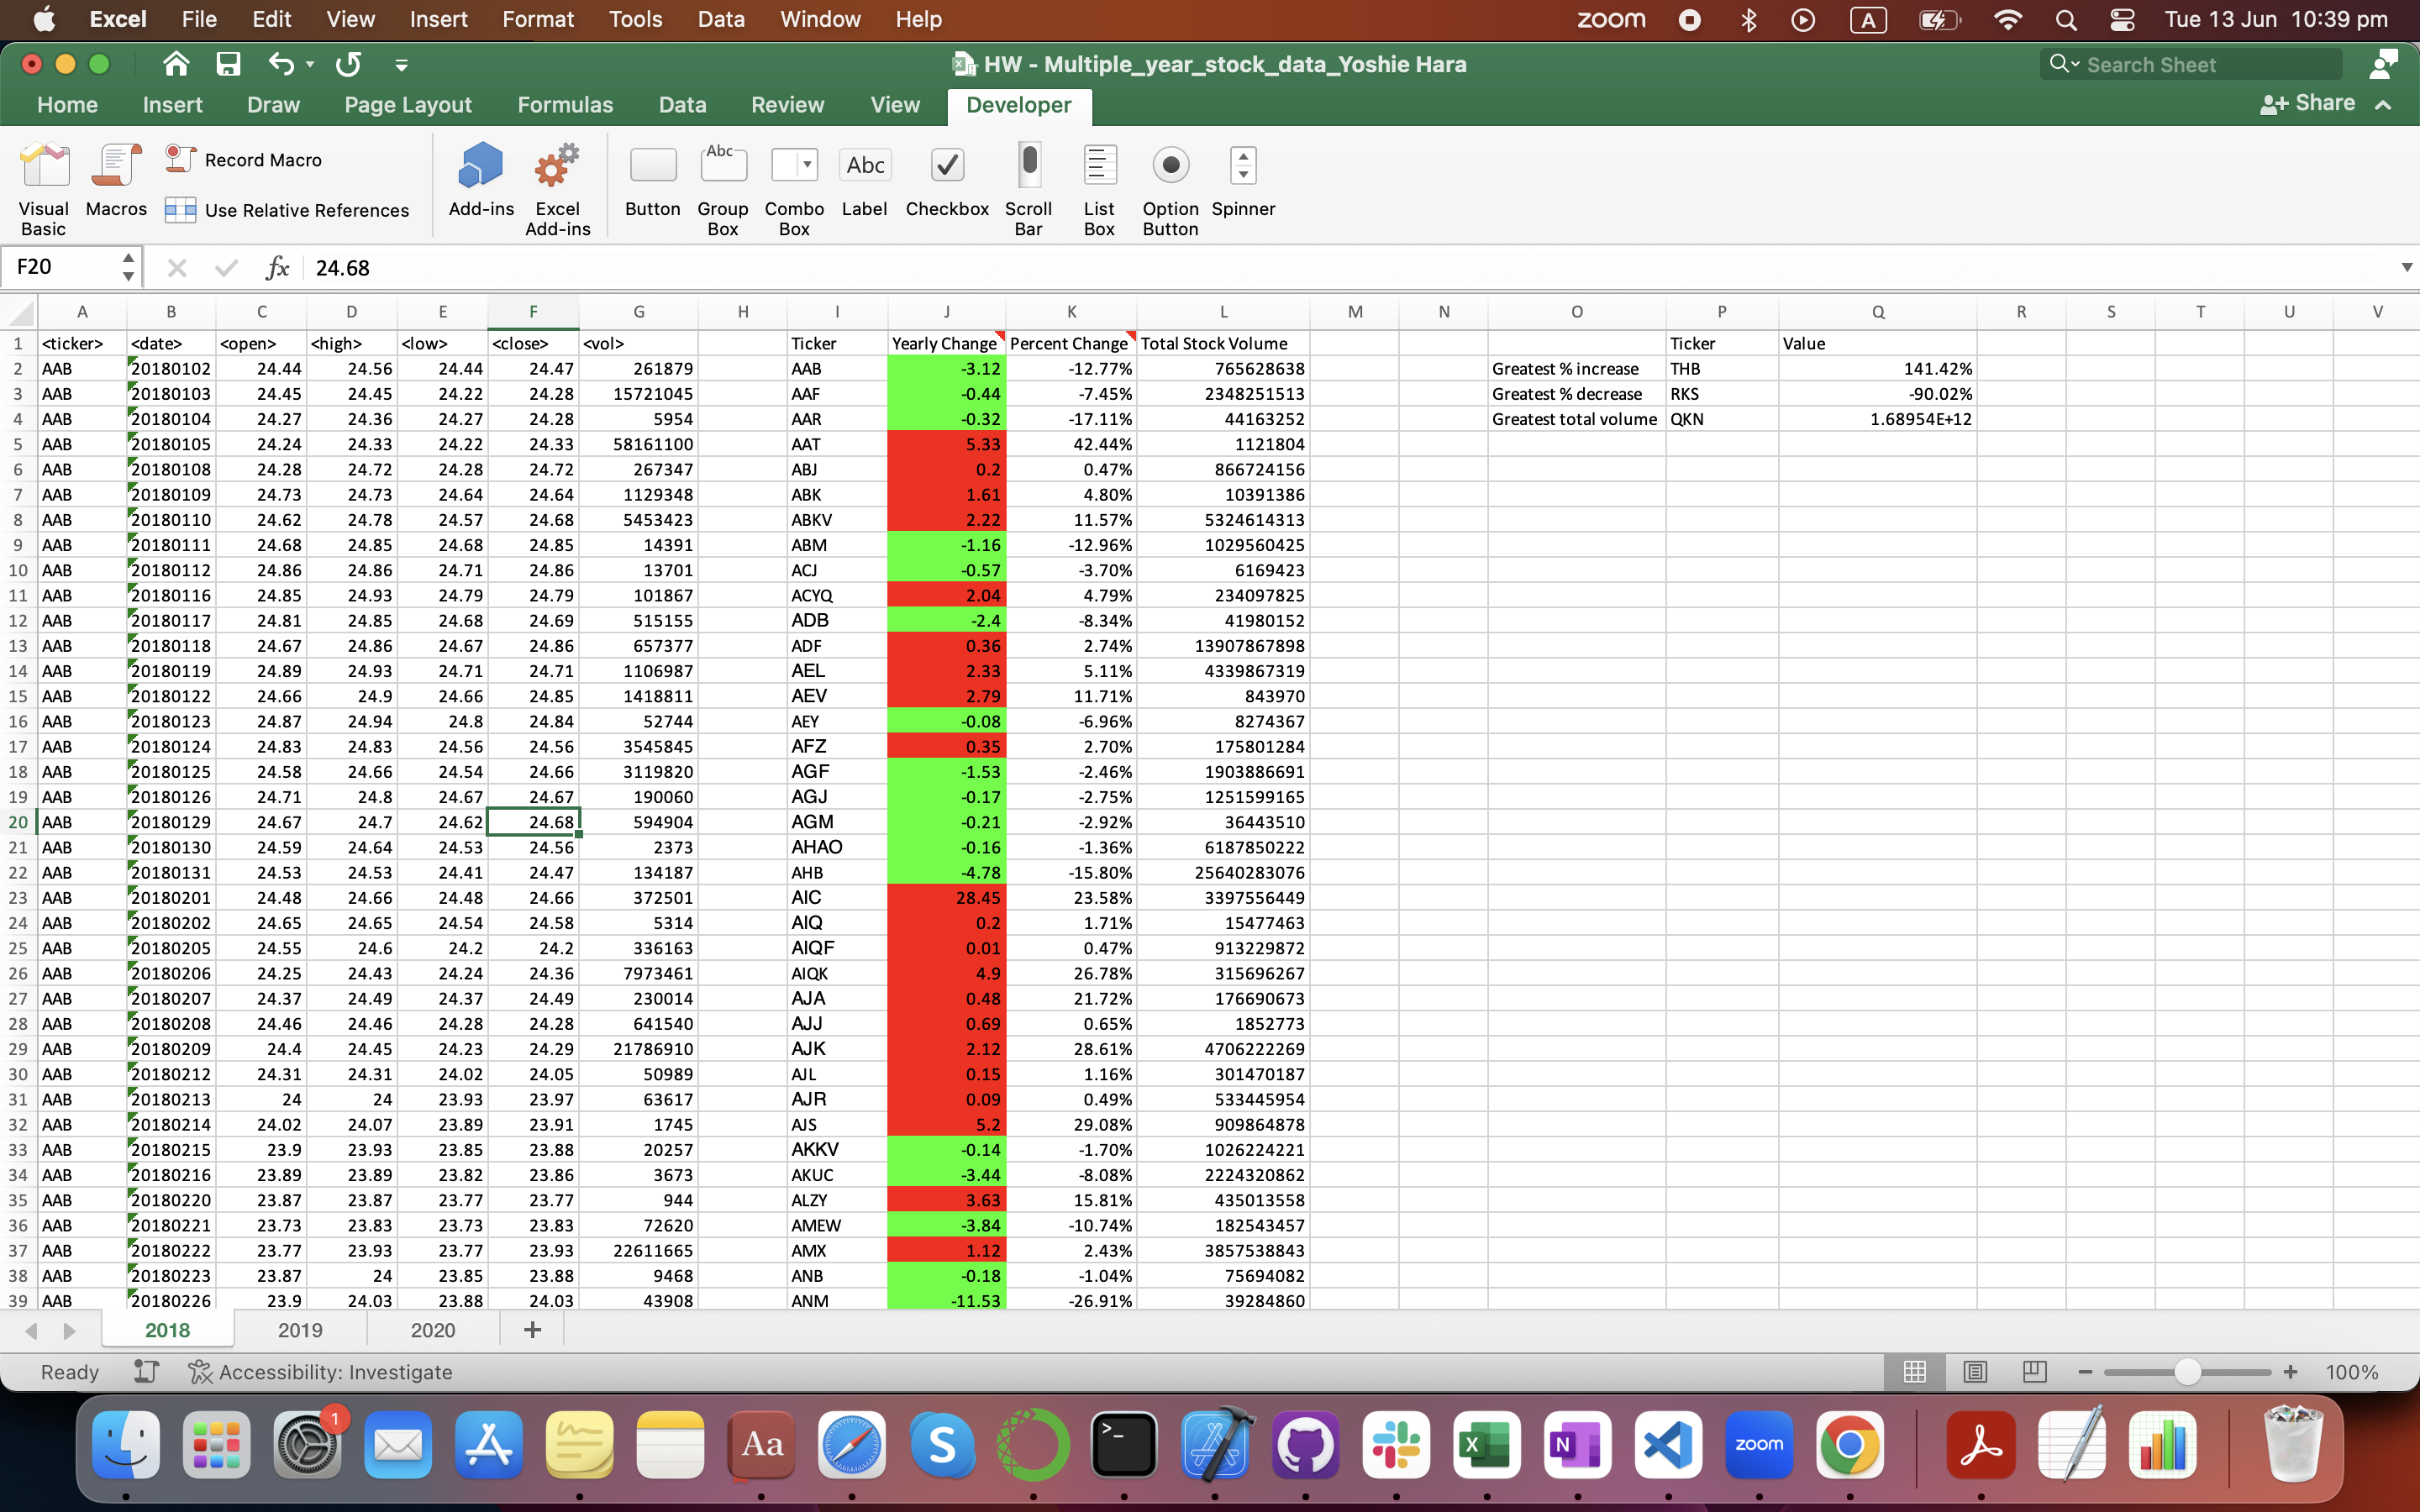 Excel File Edit View Insert Format Tools Data Window Help zoom A Tue 13 Jun 10:39 pm
HW - Multiple_year_stock_data_Yoshie Hara Search Sheet
Home Insert Draw Page Layout Formulas Data Review View Developer Share
Record Macro Abc Abc
Visual Basic Macros Use Relative References Add-ins Excel Add-ins Button Group Box Combo Box Label Checkbox Scroll Bar List Box Option Button Spinner
F20 fx 24.68
A B C D E F G H I J K L M N O P Q R S T U V
1 <ticker> <date> <open> <high> <low> <close> <vol> Ticker Yearly Change Percent Change Total Stock Volume Ticker Value
2 AAB 20180102 24.44 24.56 24.44 24.47 261879 AAB -3.12 -12.77% 765628638 Greatest % increase THB 141.42%
3 AAB 20180103 24.45 24.45 24.22 24.28 15721045 AAF -0.44 -7.45% 2348251513 Greatest % decrease RKS -90.02%
4 AAB 20180104 24.27 24.36 24.27 24.28 5954 AAR -0.32 -17.11% 44163252 Greatest total volume QKN 1.68954E+12
5 AAB 20180105 24.24 24.33 24.22 24.33 58161100 AAT 5.33 42.44% 1121804
6 AAB 20180108 24.28 24.72 24.28 24.72 267347 ABJ 0.2 0.47% 866724156
7 AAB 20180109 24.73 24.73 24.64 24.64 1129348 ABK 1.61 4.80% 10391386
8 AAB 20180110 24.62 24.78 24.57 24.68 5453423 ABKV 2.22 11.57% 5324614313
9 AAB 20180111 24.68 24.85 24.68 24.85 14391 ABM -1.16 -12.96% 1029560425
10 AAB 20180112 24.86 24.86 24.71 24.86 13701 ACJ -0.57 -3.70% 6169423
11 AAB 20180116 24.85 24.93 24.79 24.79 101867 ACYQ 2.04 4.79% 234097825
12 AAB 20180117 24.81 24.85 24.68 24.69 515155 ADB -2.4 -8.34% 41980152
13 AAB 20180118 24.67 24.86 24.67 24.86 657377 ADF 0.36 2.74% 13907867898
14 AAB 20180119 24.89 24.93 24.71 24.71 1106987 AEL 2.33 5.11% 4339867319
15 AAB 20180122 24.66 24.9 24.66 24.85 1418811 AEV 2.79 11.71% 843970
16 AAB 20180123 24.87 24.94 24.8 24.84 52744 AEY -0.08 -6.96% 8274367
17 AAB 20180124 24.83 24.83 24.56 24.56 3545845 AFZ 0.35 2.70% 175801284
18 AAB 20180125 24.58 24.66 24.54 24.66 3119820 AGF -1.53 -2.46% 1903886691
19 AAB 20180126 24.71 24.8 24.67 24.67 190060 AGJ -0.17 -2.75% 1251599165
20 AAB 20180129 24.67 24.7 24.62 24.68 594904 AGM -0.21 -2.92% 36443510
21 AAB 20180130 24.59 24.64 24.53 24.56 2373 AHAO -0.16 -1.36% 6187850222
22 AAB 20180131 24.53 24.53 24.41 24.47 134187 AHB -4.78 -15.80% 25640283076
23 AAB 20180201 24.48 24.66 24.48 24.66 372501 AIC 28.45 23.58% 3397556449
24 AAB 20180202 24.65 24.65 24.54 24.58 5314 AIQ 0.2 1.71% 15477463
25 AAB 20180205 24.55 24.6 24.2 24.2 336163 AIQF 0.01 0.47% 913229872
26 AAB 20180206 24.25 24.43 24.24 24.36 7973461 AIQK 4.9 26.78% 315696267
27 AAB 20180207 24.37 24.49 24.37 24.49 230014 AJA 0.48 21.72% 176690673
28 AAB 20180208 24.46 24.46 24.28 24.28 641540 AJJ 0.69 0.65% 1852773
29 AAB 20180209 24.4 24.45 24.23 24.29 21786910 AJK 2.12 28.61% 4706222269
30 AAB 20180212 24.31 24.31 24.02 24.05 50989 AJL 0.15 1.16% 301470187
31 AAB 20180213 24 24 23.93 23.97 63617 AJR 0.09 0.49% 533445954
32 AAB 20180214 24.02 24.07 23.89 23.91 1745 AJS 5.2 29.08% 909864878
33 AAB 20180215 23.9 23.93 23.85 23.88 20257 AKKV -0.14 -1.70% 1026224221
34 AAB 20180216 23.89 23.89 23.82 23.86 3673 AKUC -3.44 -8.08% 2224320862
35 AAB 20180220 23.87 23.87 23.77 23.77 944 ALZY 3.63 15.81% 435013558
36 AAB 20180221 23.73 23.83 23.73 23.83 72620 AMEW -3.84 -10.74% 182543457
37 AAB 20180222 23.77 23.93 23.77 23.93 22611665 AMX 1.12 2.43% 3857538843
38 AAB 20180223 23.87 24 23.85 23.88 9468 ANB -0.18 -1.04% 75694082
39 AAB 20180226 23.9 24.03 23.88 24.03 43908 ANM -11.53 -26.91% 39284860
2018 2019 2020 +
Ready Accessibility: Investigate 100%
1 Aa S >_ X N zoom